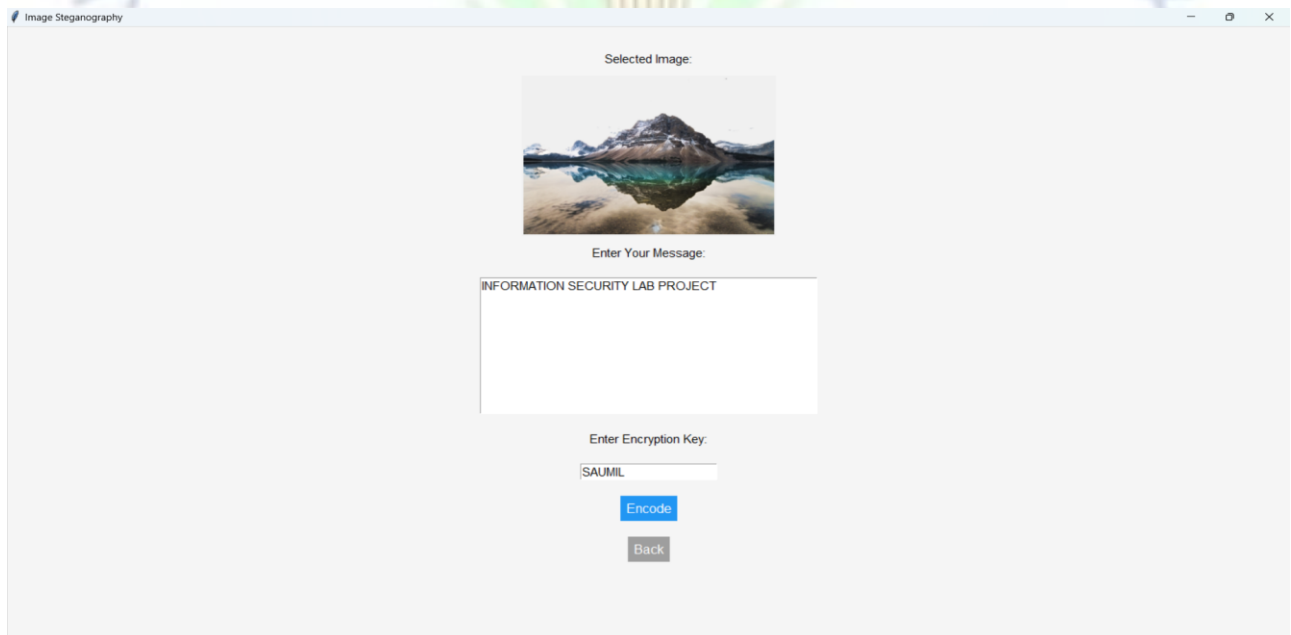 Image Steganography
Selected Image:
Enter Your Message:
INFORMATION SECURITY LAB PROJECT
Enter Encryption Key:
SAUMIL
Encode
Back